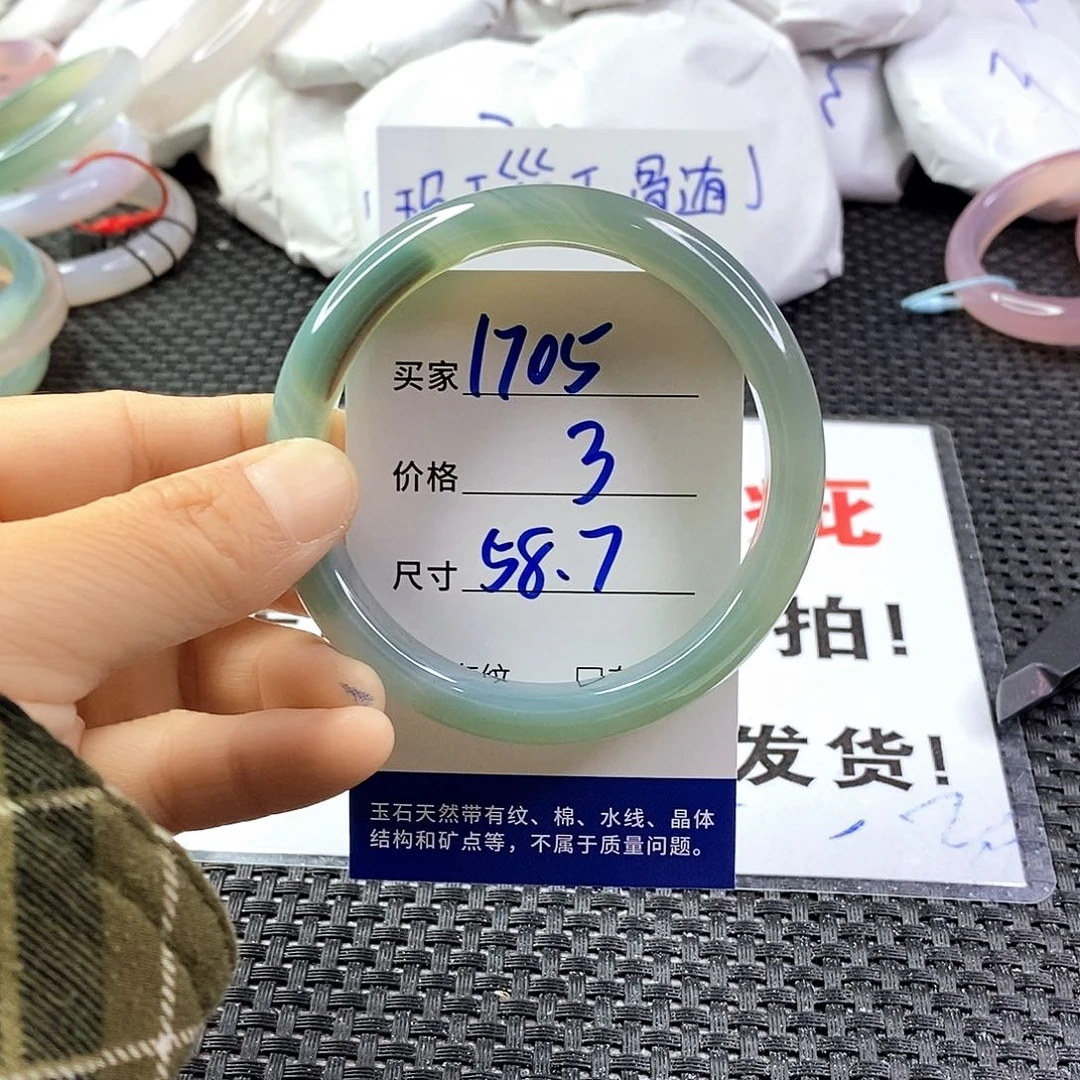 买家 1705
价格 3
尺寸 58.7
纹
玉石天然带有纹、棉、水线、晶体
结构和矿点等，不属于质量问题。
死
拍！
发货！